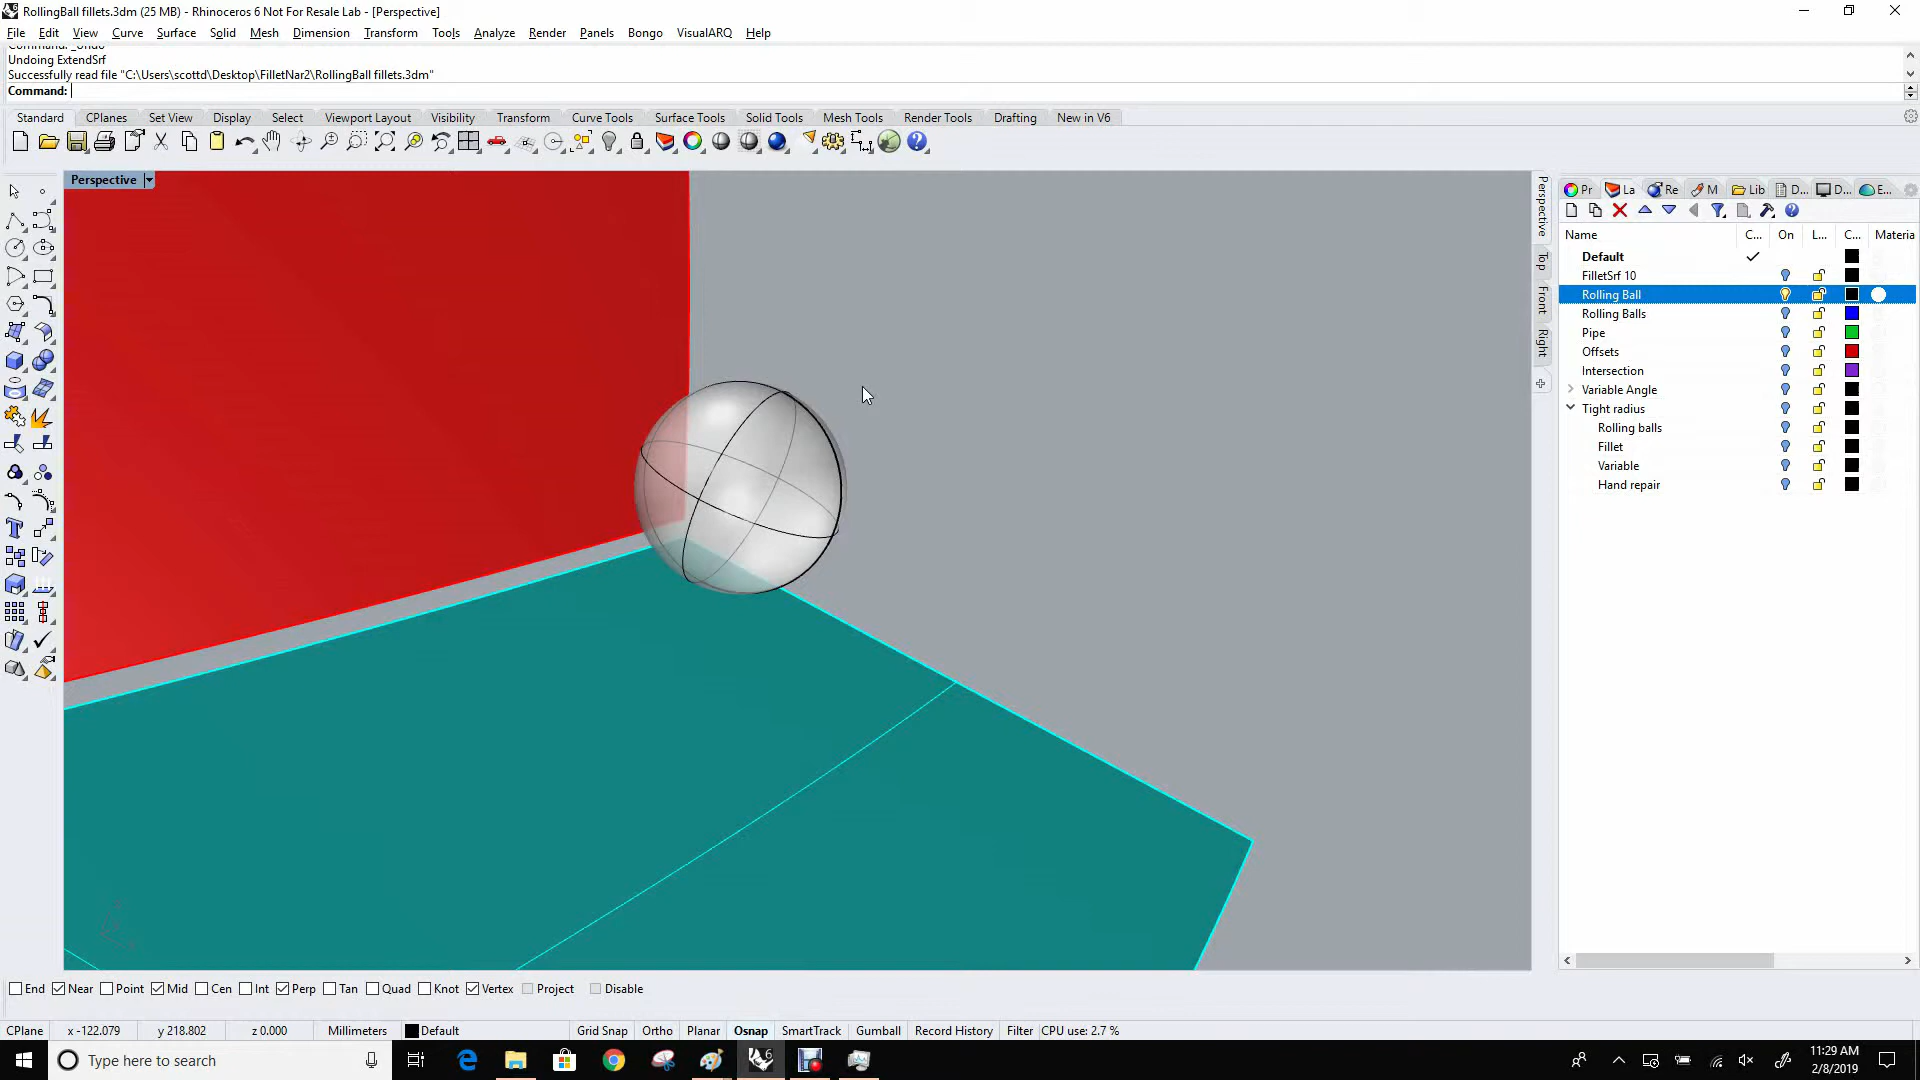 RollingBall fillets.3dm (25 MB) - Rhinoceros 6 Not For Resale Lab - [Perspective]
File Edit View Curve Surface Solid Mesh Dimension Transform Tools Analyze Render Panels Bongo VisualARQ Help
Command: _Undo
Undoing ExtendSrf
Successfully read file "C:\Users\scottd\Desktop\FilletNar2\RollingBall fillets.3dm"
Command:
Standard CPlanes Set View Display Select Viewport Layout Visibility Transform Curve Tools Surface Tools Solid Tools Mesh Tools Render Tools Drafting New in V6
Perspective
Perspective
Top
Front
Right
Pr La Re M Lib D... D... E...
Name C... On L... C... Materia
Default
FilletSrf 10
Rolling Ball
Rolling Balls
Pipe
Offsets
Intersection
Variable Angle
Tight radius
Rolling balls
Fillet
Variable
Hand repair
End Near Point Mid Cen Int Perp Tan Quad Knot Vertex Project Disable
CPlane x -122.079 y 218.802 z 0.000 Millimeters Default Grid Snap Ortho Planar Osnap SmartTrack Gumball Record History Filter CPU use: 2.7 %
Type here to search
11:29 AM
2/8/2019